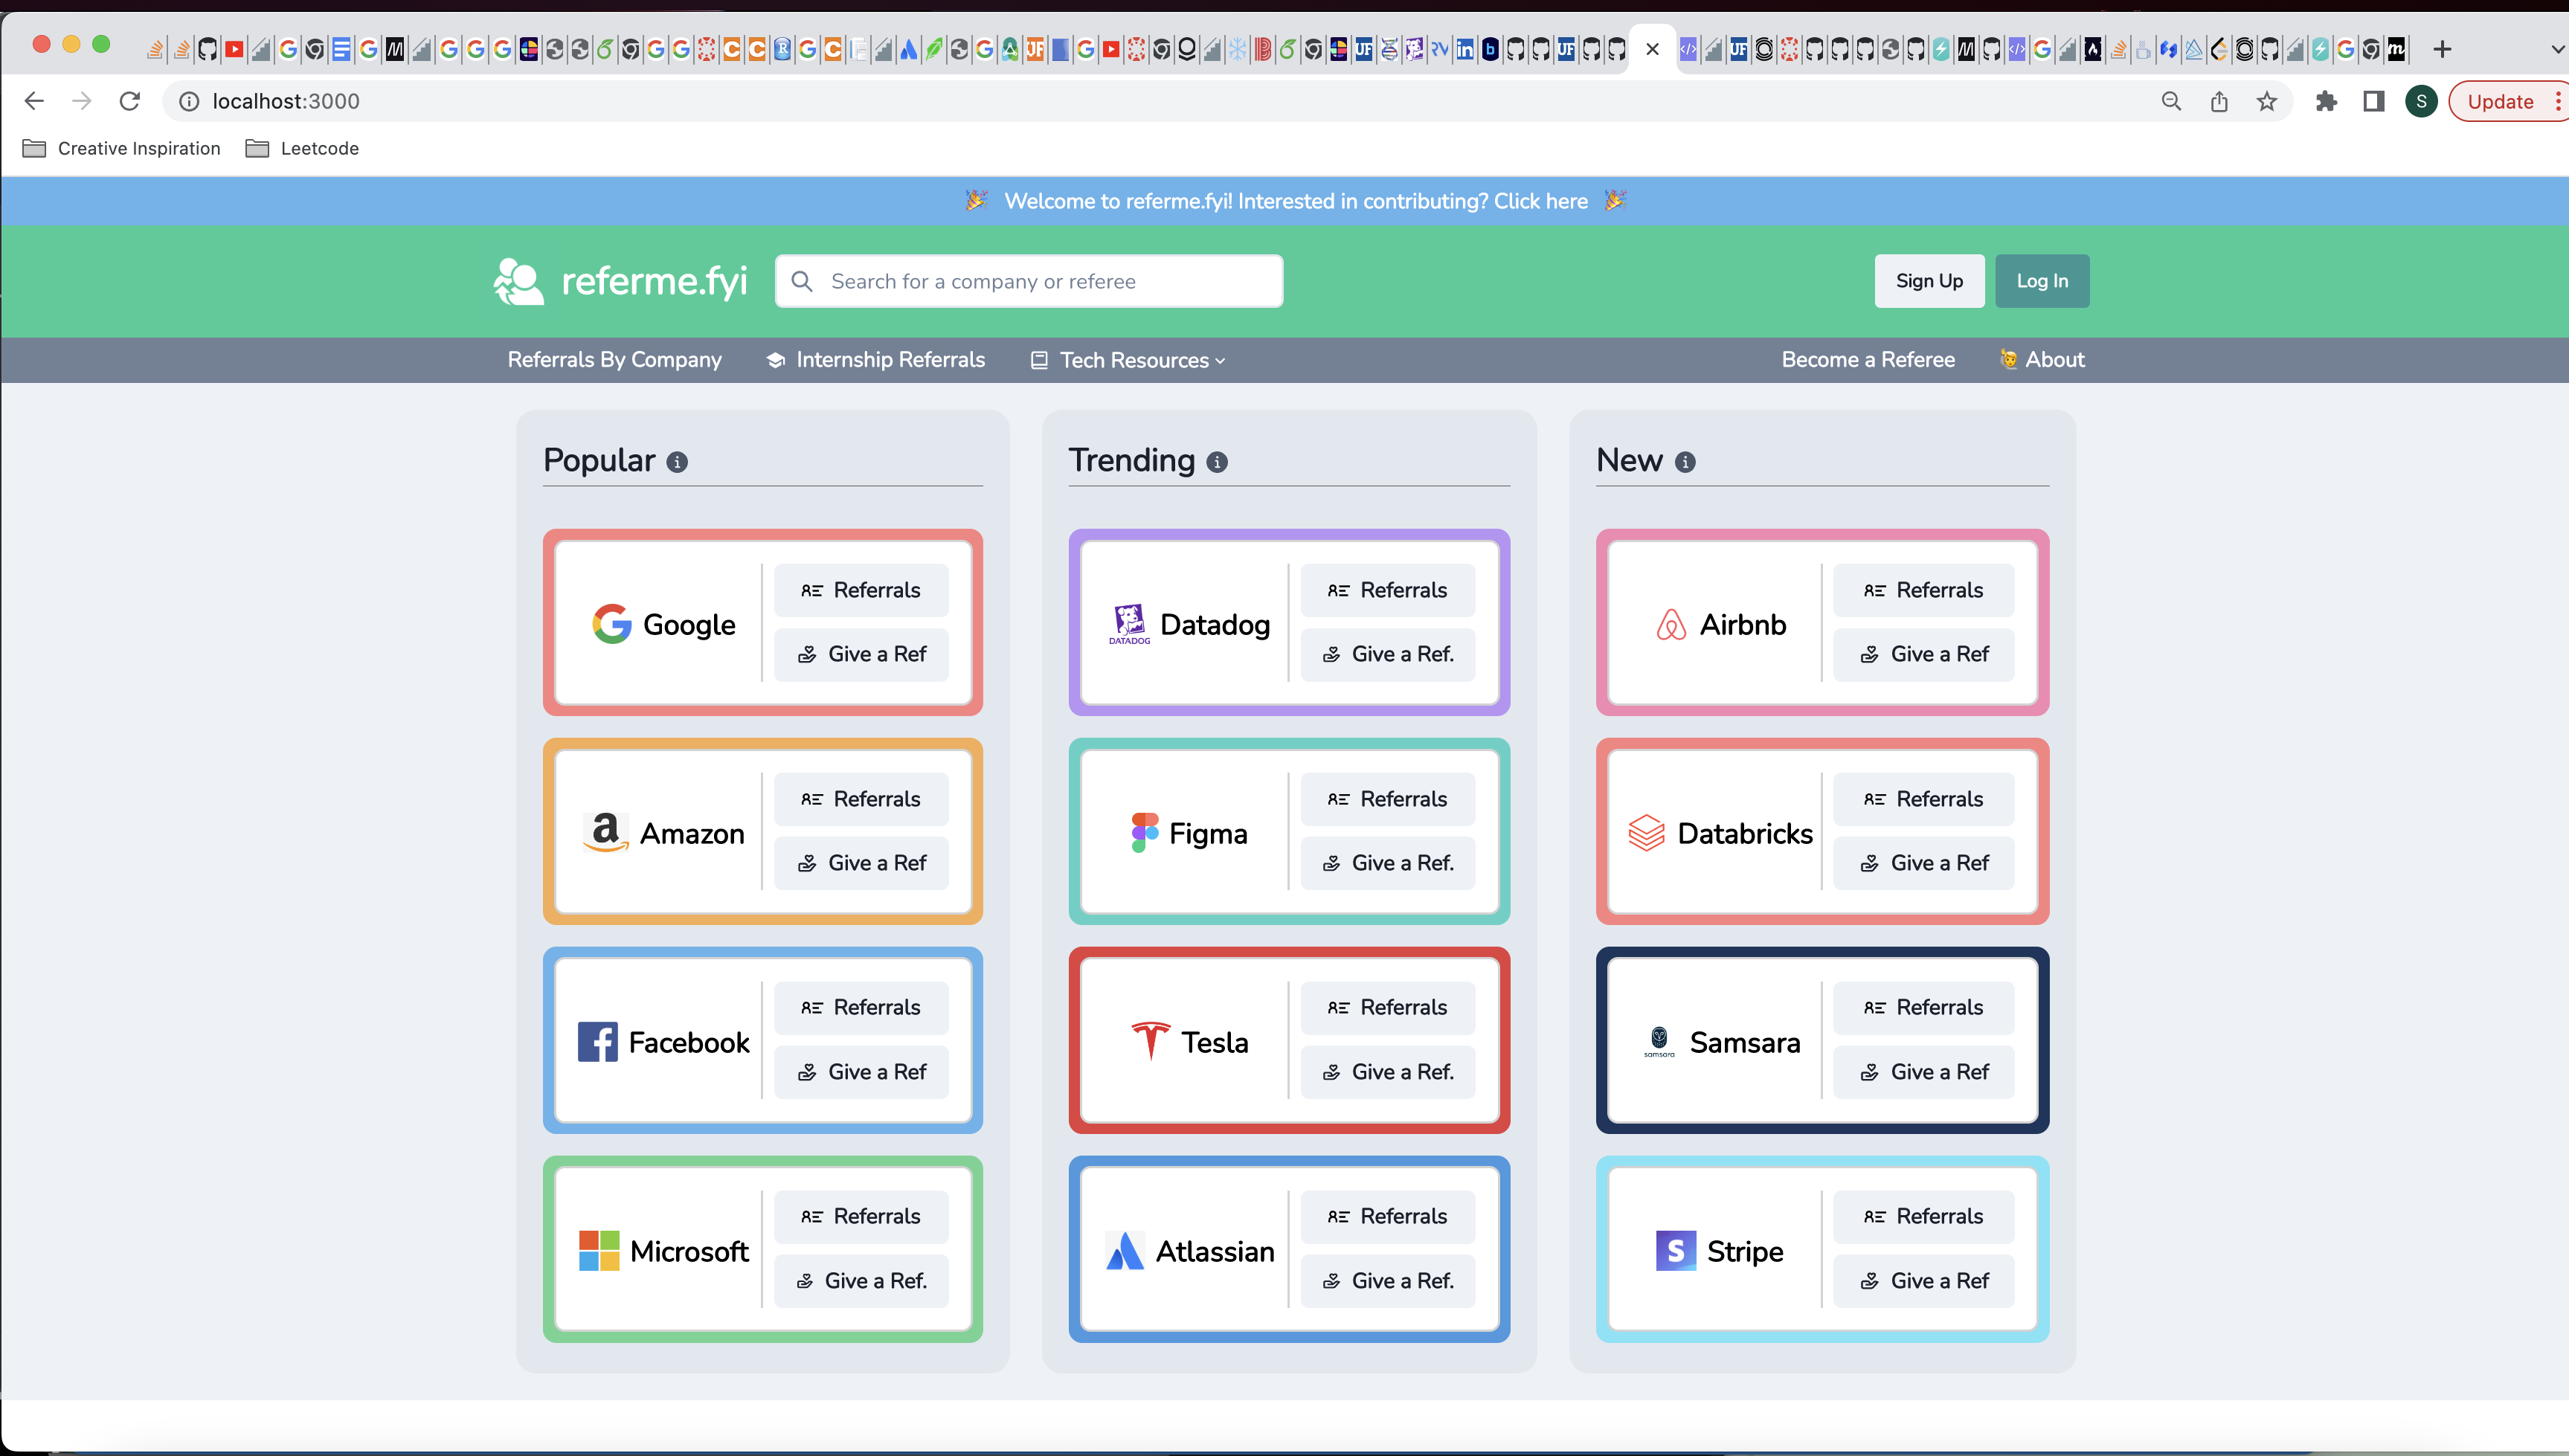 localhost:3000
Update
Creative Inspiration Leetcode
Welcome to referme.fyi! Interested in contributing? Click here
referme.fyi Search for a company or referee Sign Up Log In
Referrals By Company Internship Referrals Tech Resources Become a Referee About
Popular
Google
Referrals
Give a Ref
Amazon
Referrals
Give a Ref
Facebook
Referrals
Give a Ref
Microsoft
Referrals
Give a Ref.
Trending
DATADOG
Datadog
Referrals
Give a Ref.
Figma
Referrals
Give a Ref.
Tesla
Referrals
Give a Ref.
Atlassian
Referrals
Give a Ref.
New
Airbnb
Referrals
Give a Ref
Databricks
Referrals
Give a Ref
samsara
Samsara
Referrals
Give a Ref
Stripe
Referrals
Give a Ref